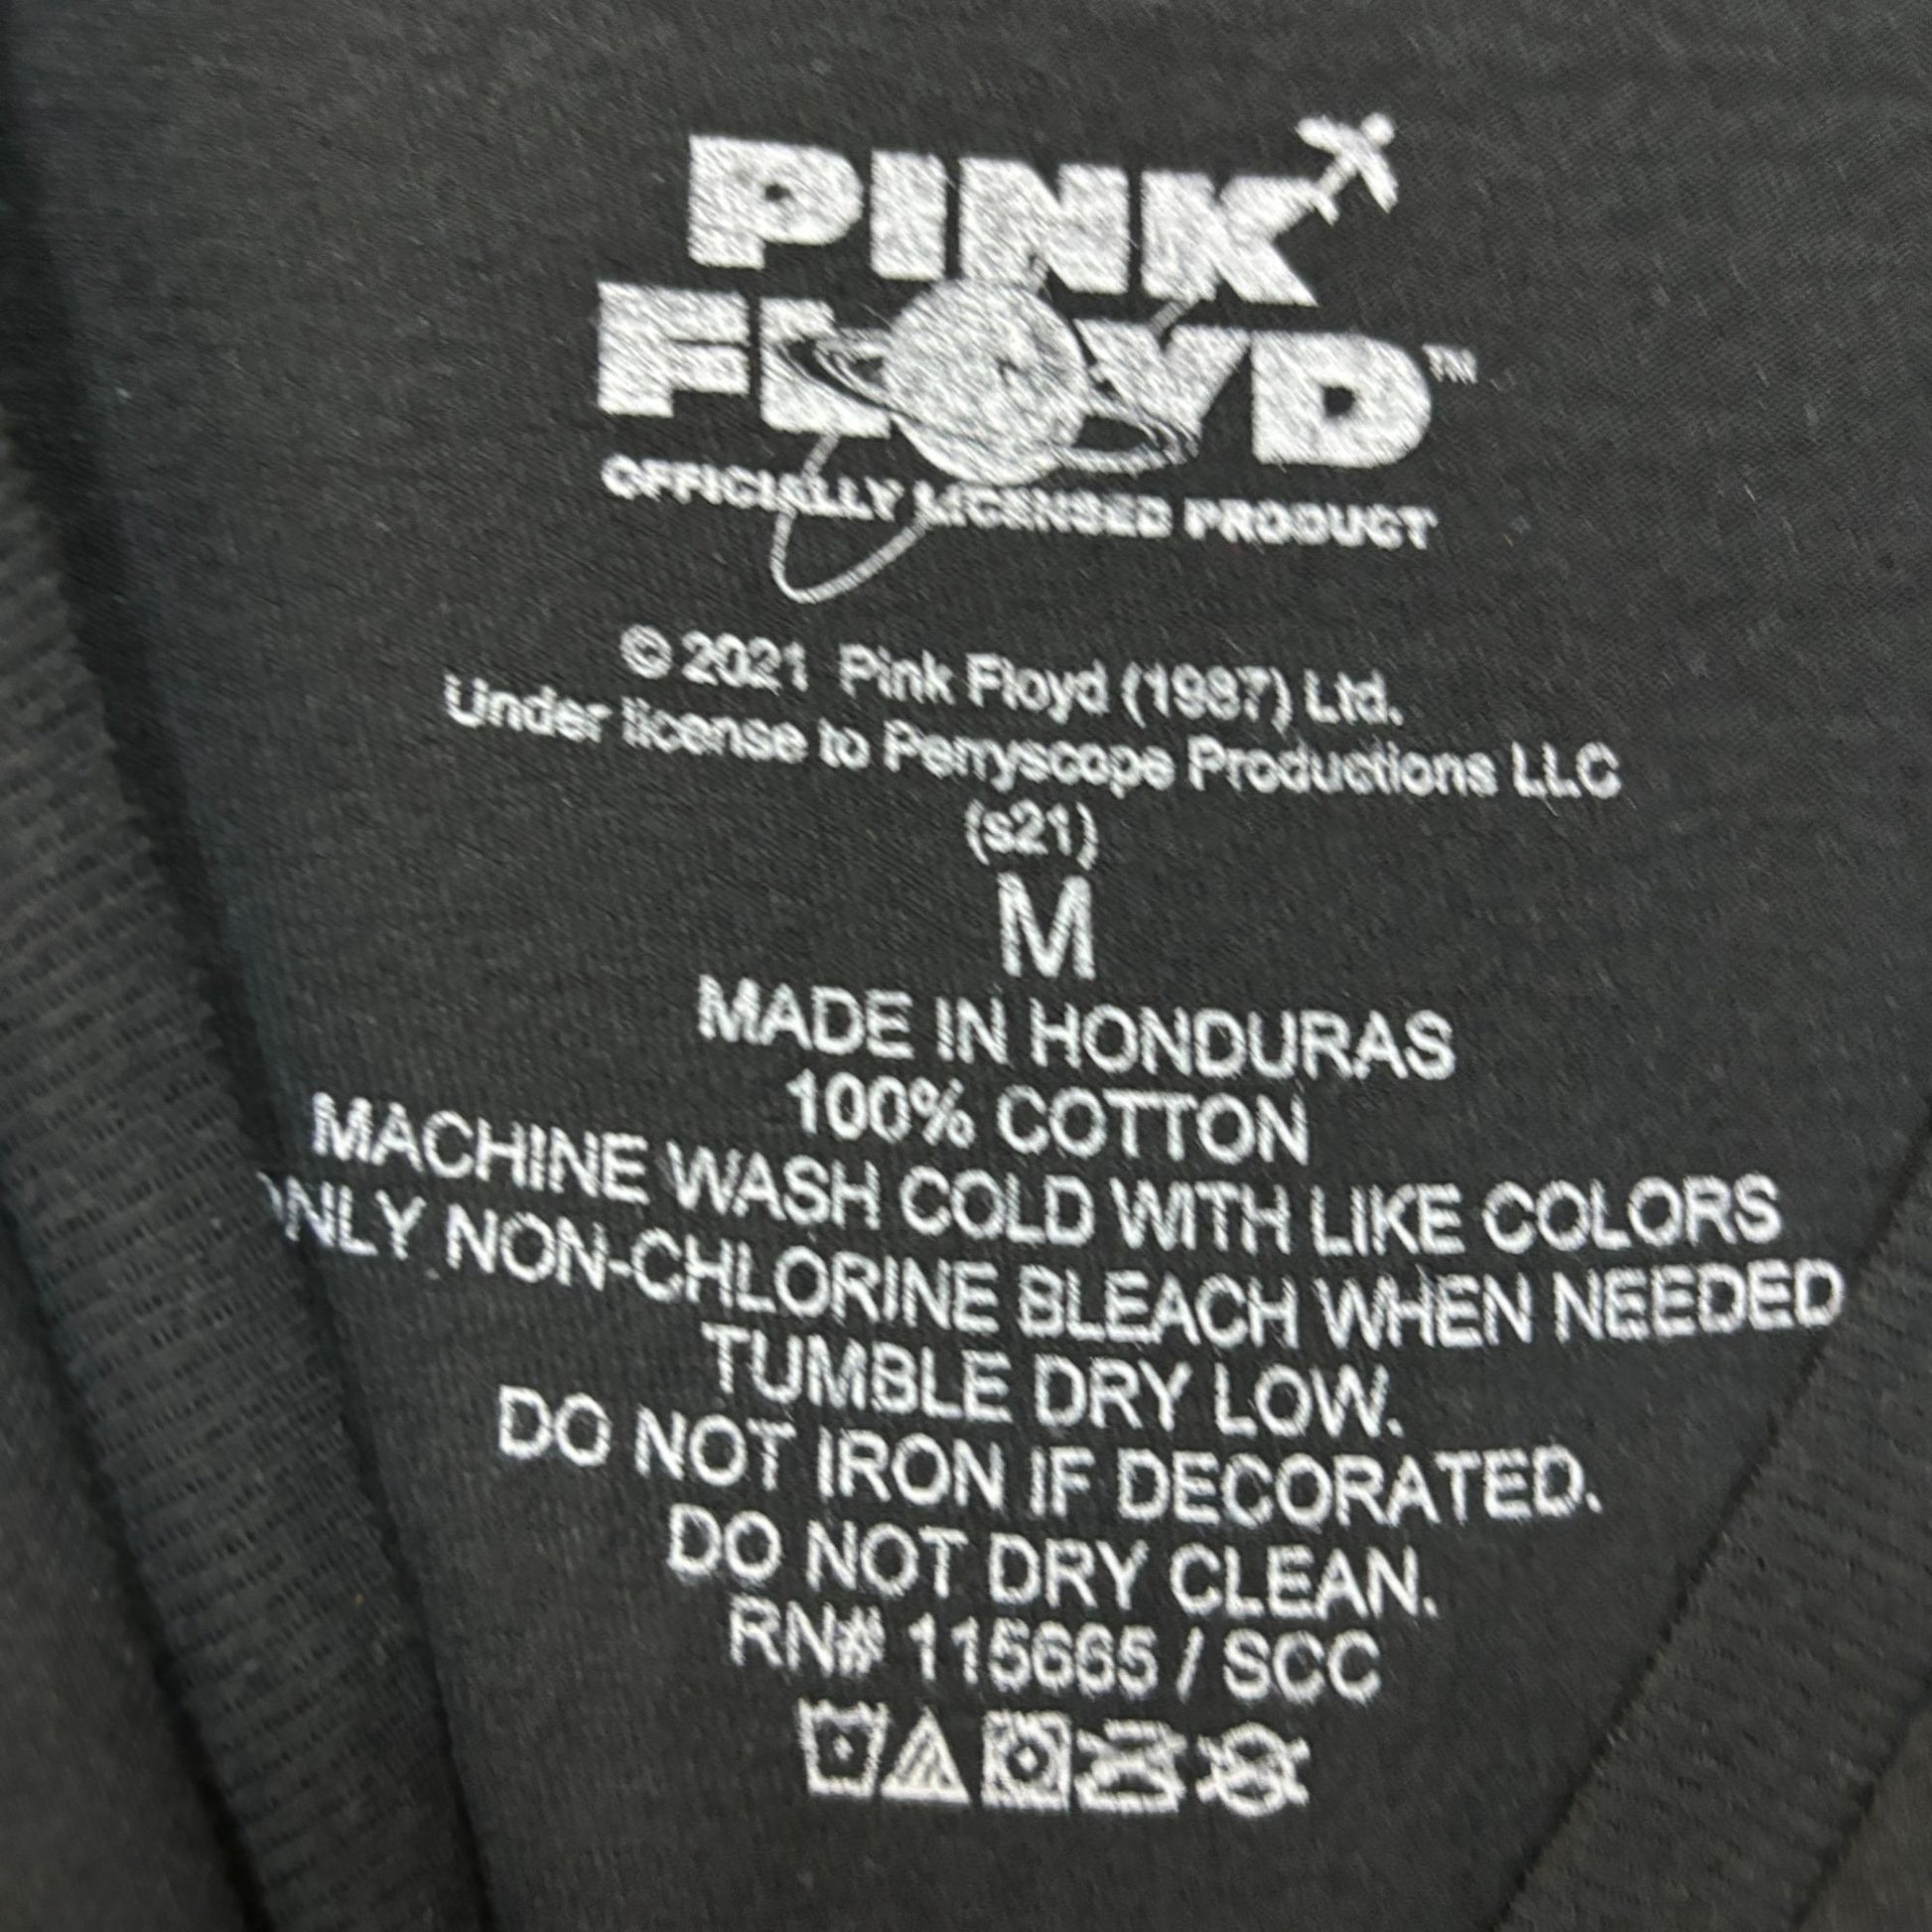 PINK
FLOYD™
OFFICIALLY LICENSED PRODUCT
© 2021 Pink Floyd (1987) Ltd.
Under license to Perryscope Productions LLC
(s21)
M
MADE IN HONDURAS
100% COTTON
MACHINE WASH COLD WITH LIKE COLORS
ONLY NON-CHLORINE BLEACH WHEN NEEDED
TUMBLE DRY LOW.
DO NOT IRON IF DECORATED.
DO NOT DRY CLEAN.
RN# 115665 / SCC